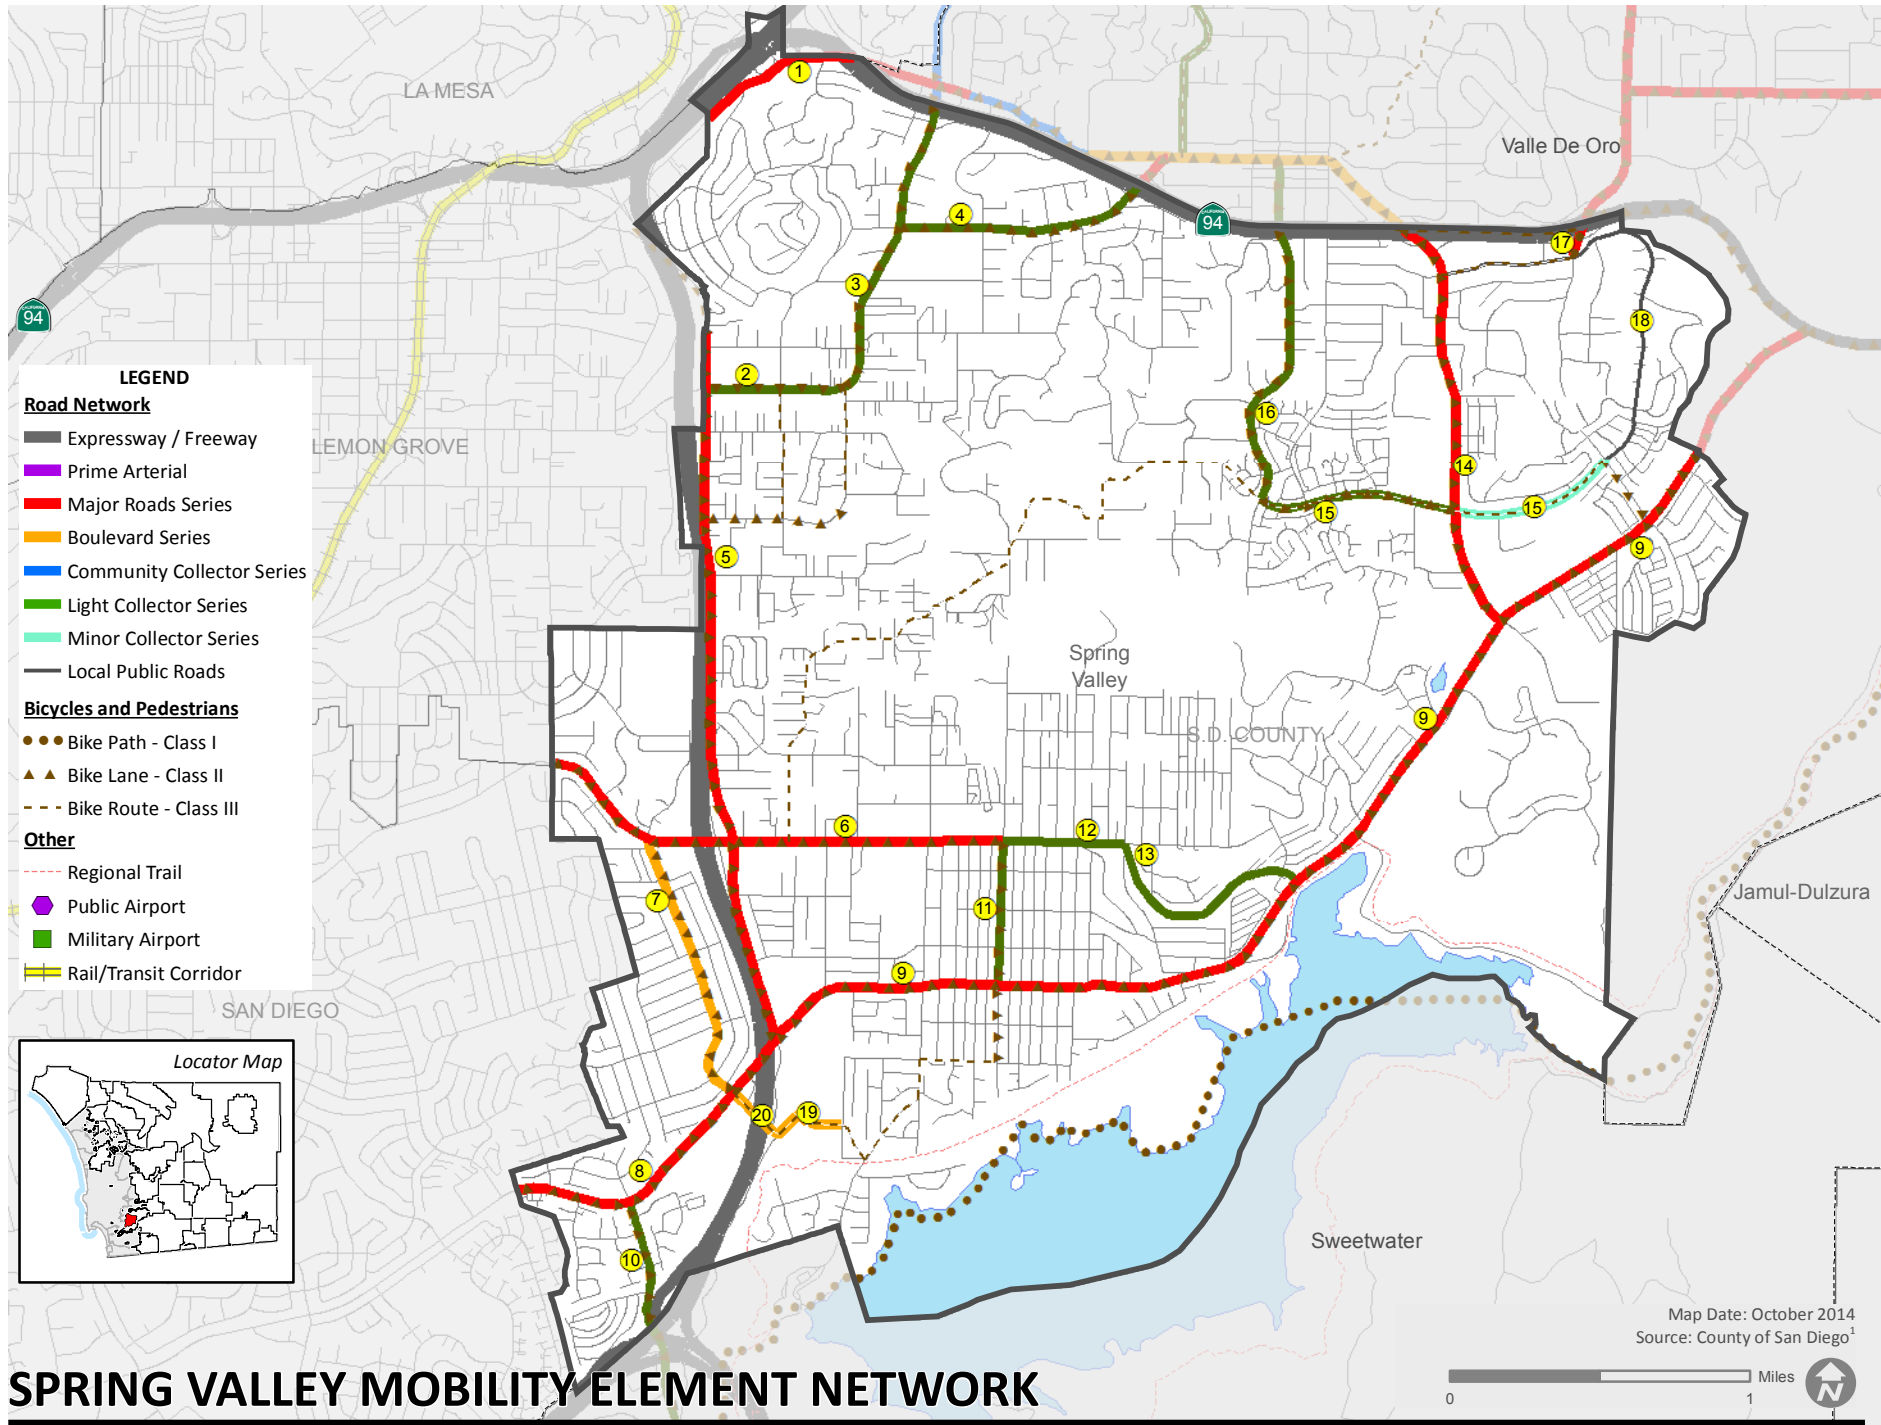 1
LA MESA
Valle De Oro
4
CALIFORNIA
94
17
3
CALIFORNIA
94
18
2
LEGEND
Road Network
Expressway / Freeway
Prime Arterial
Major Roads Series
Boulevard Series
Community Collector Series
Light Collector Series
Minor Collector Series
Local Public Roads
Bicycles and Pedestrians
Bike Path - Class I
Bike Lane - Class II
Bike Route - Class III
Other
Regional Trail
Public Airport
Military Airport
Rail/Transit Corridor
LEMON GROVE
16
14
15
15
5
9
Spring
Valley
9
S.D. COUNTY
6
12
13
7
11
Jamul-Dulzura
9
SAN DIEGO
Locator Map
20
19
8
10
Sweetwater
Map Date: October 2014
Source: County of San Diego1
Miles
0
1
N
SPRING VALLEY MOBILITY ELEMENT NETWORK